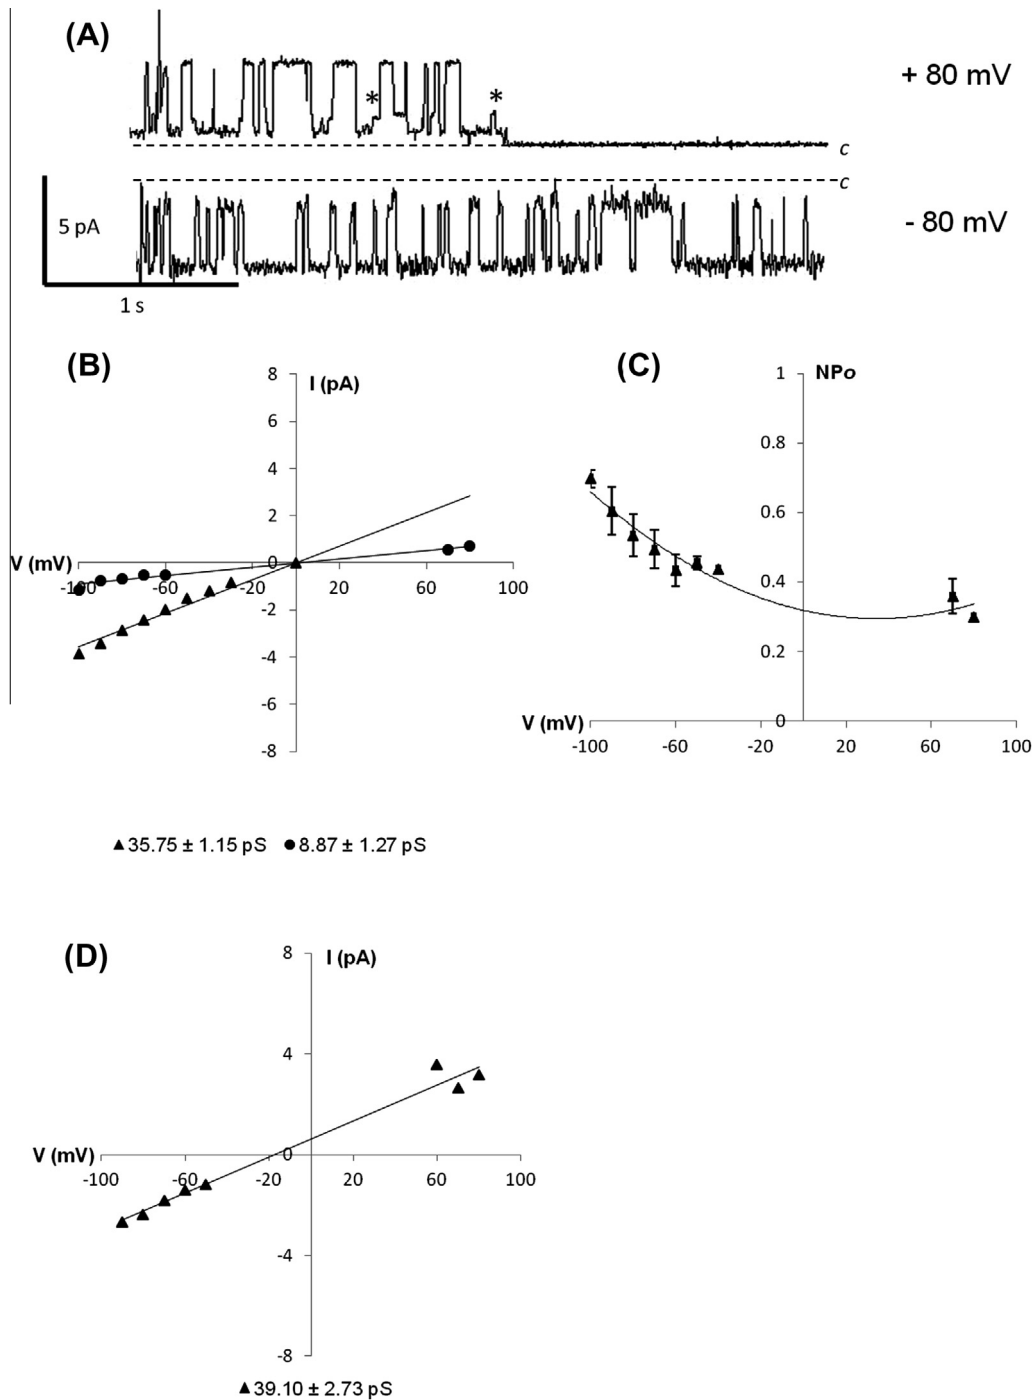 (A)
* *
+ 80 mV
c
c
5 pA
- 80 mV
1 s
(B)
8
I (pA)
6
4
2
V (mV)
0
-100 -60 -20 20 60 100
-2
-4
-6
-8
35.75 ± 1.15 pS 8.87 ± 1.27 pS
(C)
1
NPo
0.8
0.6
0.4
0.2
V (mV)
0
-100 -60 -20 20 60 100
(D)
8
I (pA)
4
V (mV)
0
-100 -60 -20 20 60 100
-4
-8
39.10 ± 2.73 pS